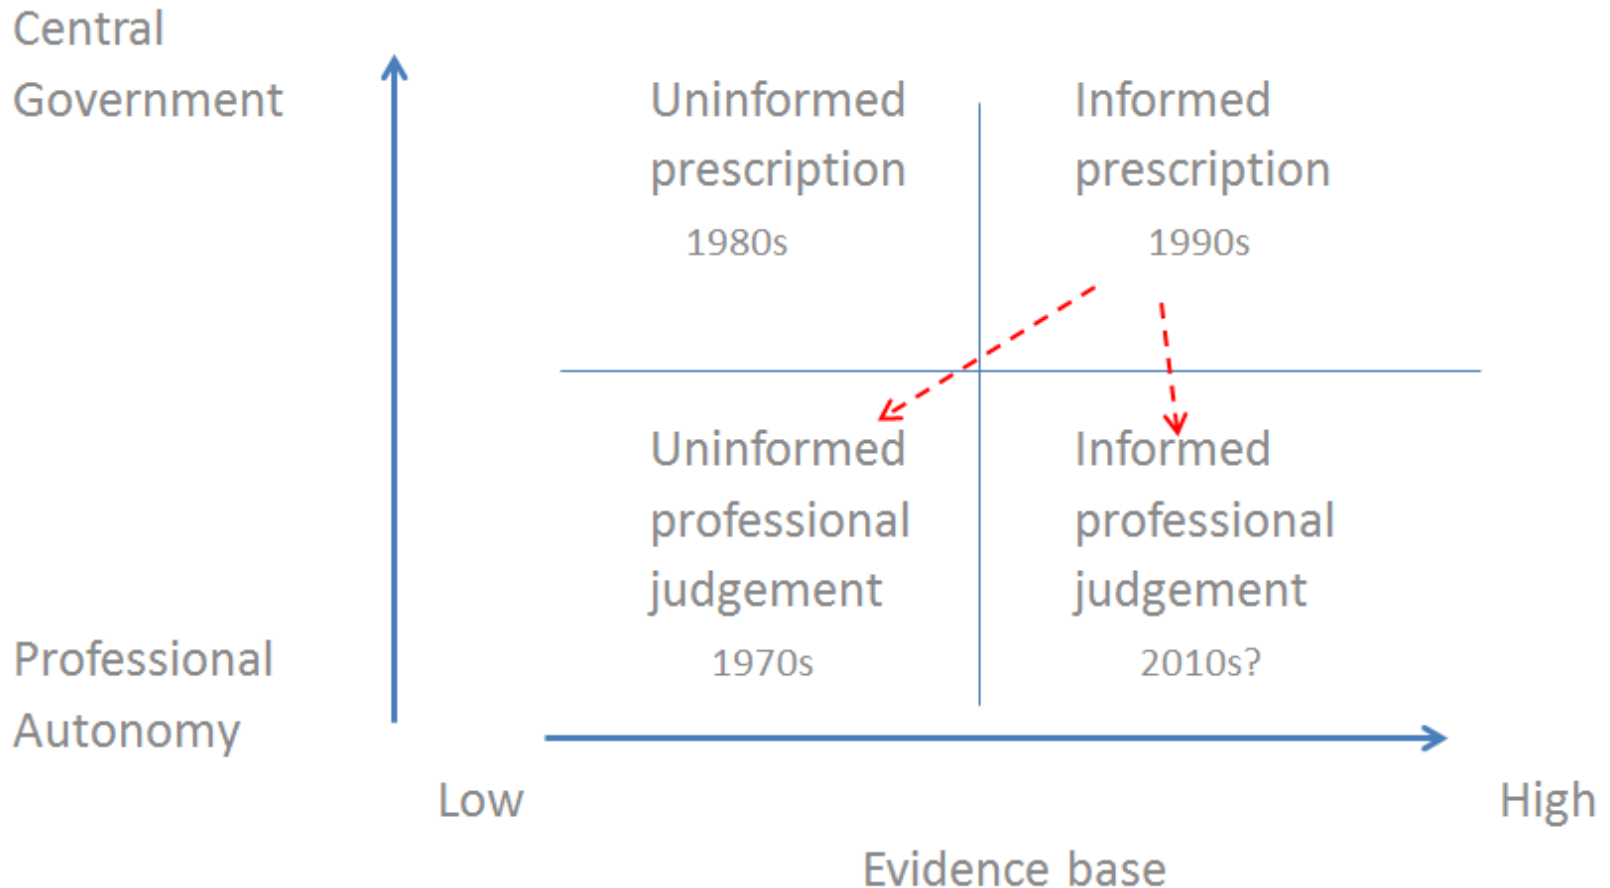 Central
Government
Uninformed
prescription
1980s
Informed
prescription
1990s
Uninformed
professional
judgement
1970s
Informed
professional
judgement
2010s?
Professional
Autonomy
Low
High
Evidence base